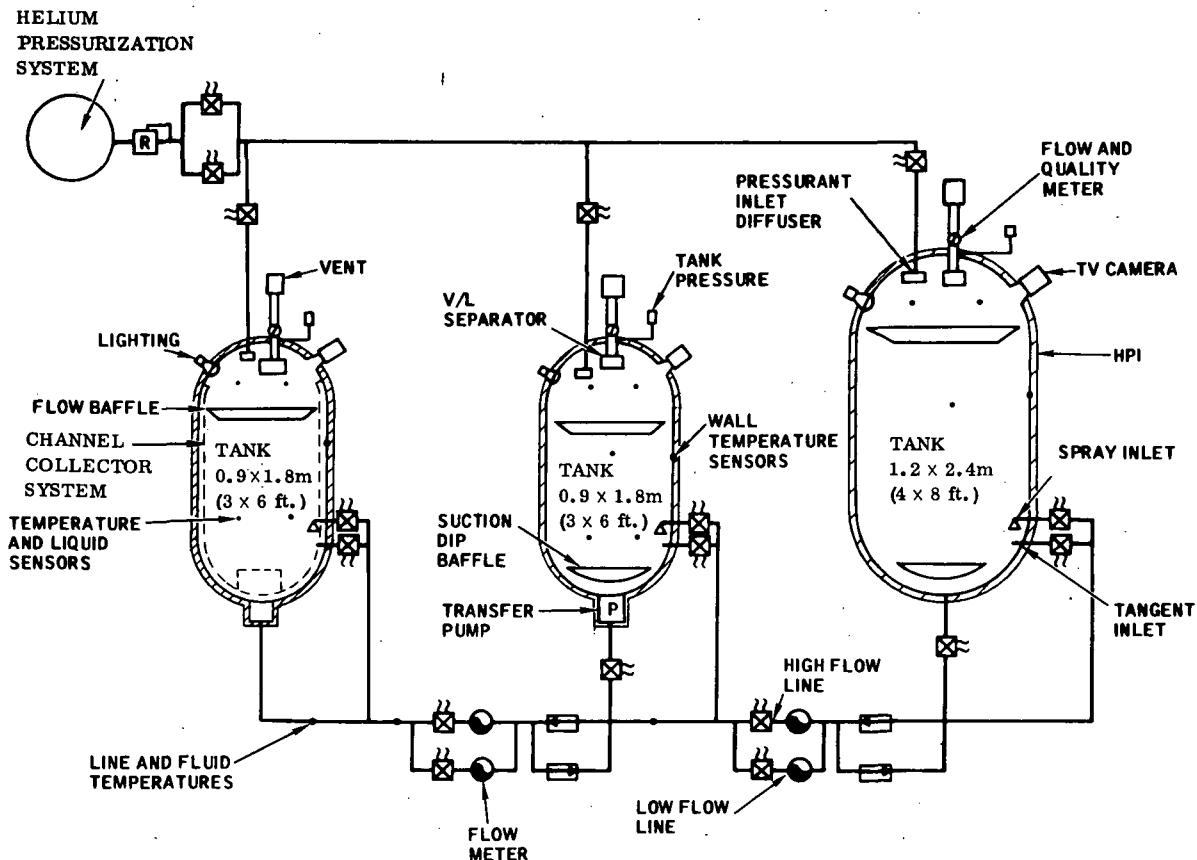 HELIUM
PRESSURIZATION
SYSTEM
R
FLOW AND
QUALITY
METER
PRESSURANT
INLET
DIFFUSER
VENT
TANK
PRESSURE
TV CAMERA
V/L
SEPARATOR
LIGHTING
HPI
FLOW BAFFLE
CHANNEL
COLLECTOR
SYSTEM
TANK
0.9 × 1.8m
(3 × 6 ft.)
WALL
TEMPERATURE
SENSORS
TANK
0.9 × 1.8m
(3 × 6 ft.)
TANK
1.2 × 2.4m
(4 × 8 ft.)
SPRAY INLET
TEMPERATURE
AND LIQUID
SENSORS
SUCTION
DIP
BAFFLE
TRANSFER
PUMP
P
TANGENT
INLET
HIGH FLOW
LINE
LINE AND FLUID
TEMPERATURES
FLOW
METER
LOW FLOW
LINE